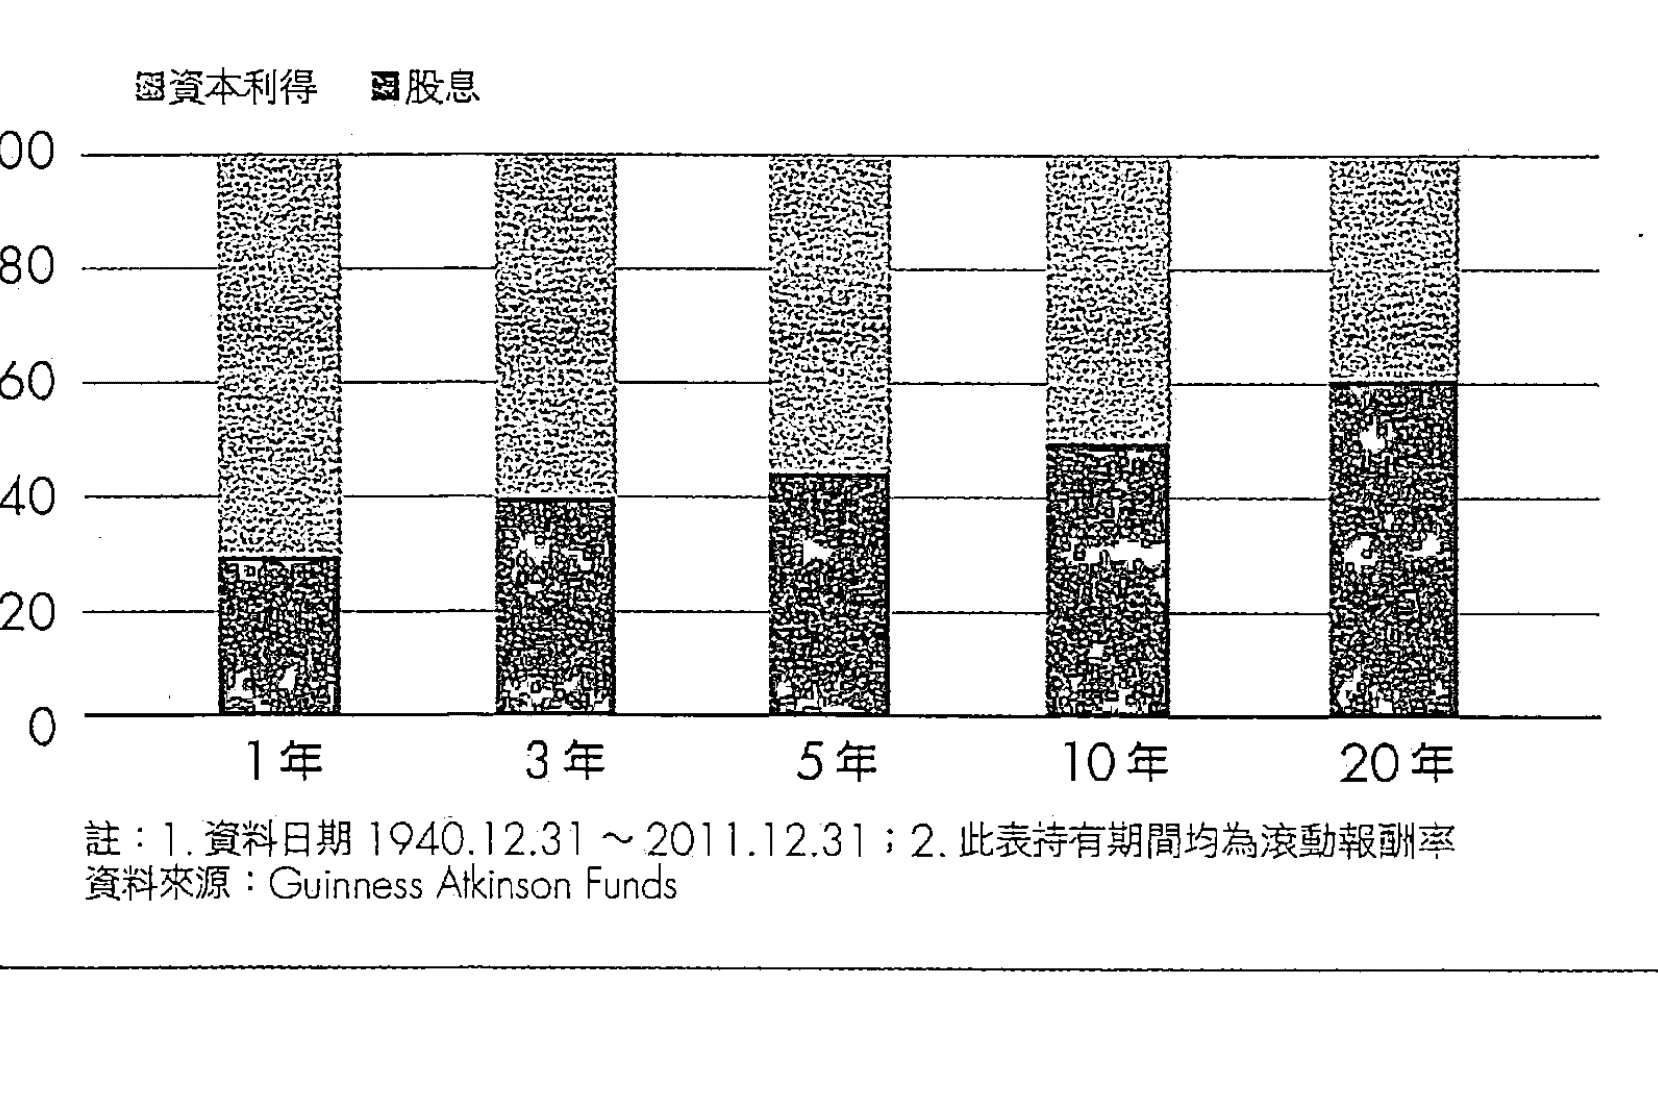 資本利得 股息
00
80
60
40
20
0
1年 3年 5年 10年 20年
註：1. 資料日期 1940.12.31 ～ 2011.12.31；2. 此表持有期間均為滾動報酬率
資料來源：Guinness Atkinson Funds